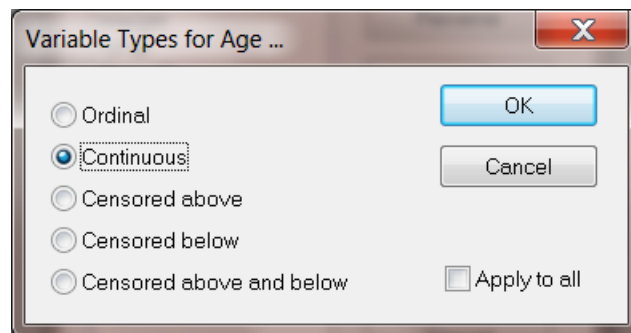 Variable Types for Age ...
Ordinal
Continuous
Censored above
Censored below
Censored above and below
OK
Cancel
Apply to all